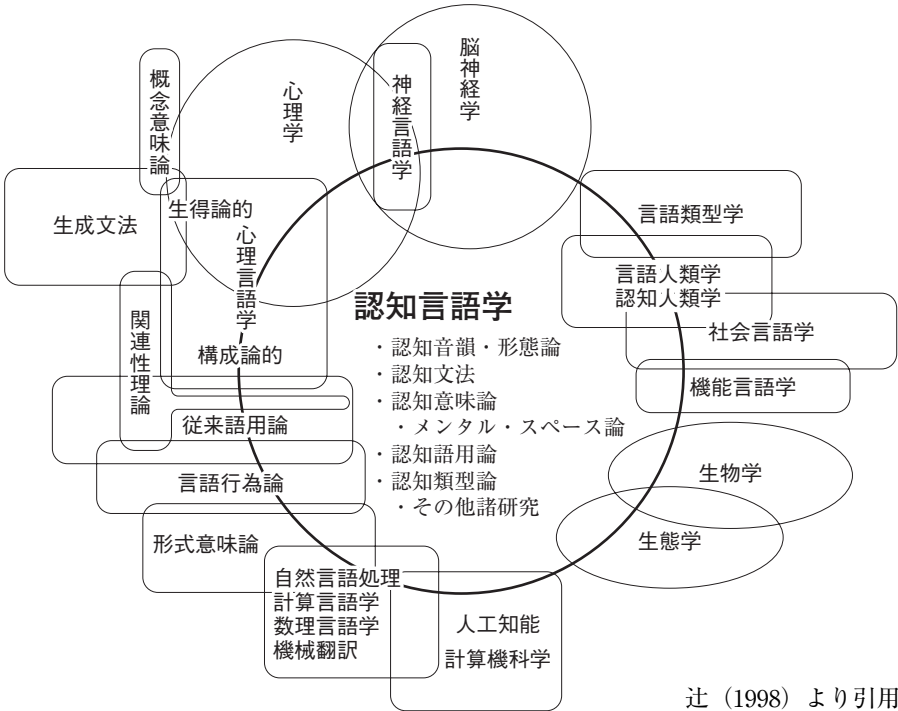 脳神経学
心理学
神経言語学
概念意味論
生成文法
生得論的
心理言語学
構成論的
関連性理論
従来語用論
言語行為論
形式意味論
自然言語処理
計算言語学
数理言語学
機械翻訳
人工知能
計算機科学
認知言語学
・認知音韻・形態論
・認知文法
・認知意味論
・メンタル・スペース論
・認知語用論
・認知類型論
・その他諸研究
言語類型学
言語人類学
認知人類学
社会言語学
機能言語学
生物学
生態学
辻（1998）より引用